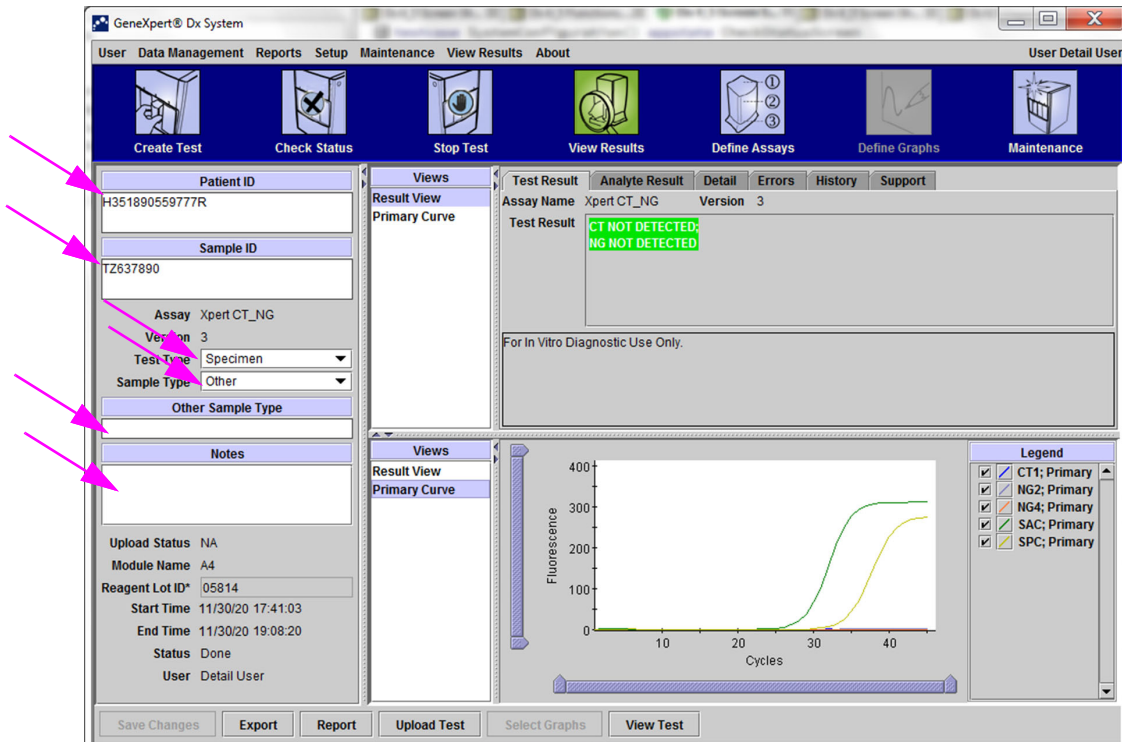 GeneXpert® Dx System
User Data Management Reports Setup Maintenance View Results About User Detail User
Create Test Check Status Stop Test View Results Define Assays Define Graphs Maintenance
① ② ③
Patient ID
H351890559777R
Sample ID
TZ637890
Assay Xpert CT_NG
Version 3
Test Type Specimen
Sample Type Other
Other Sample Type
Notes
Upload Status NA
Module Name A4
Reagent Lot ID* 05814
Start Time 11/30/20 17:41:03
End Time 11/30/20 19:08:20
Status Done
User Detail User
Views
Result View
Primary Curve
Test Result Analyte Result Detail Errors History Support
Assay Name Xpert CT_NG Version 3
Test Result CT NOT DETECTED;
NG NOT DETECTED
For In Vitro Diagnostic Use Only.
Views
Result View
Primary Curve
Fluorescence
400
300
200
100
0
10 20 30 40
Cycles
Legend
CT1; Primary
NG2; Primary
NG4; Primary
SAC; Primary
SPC; Primary
Save Changes Export Report Upload Test Select Graphs View Test